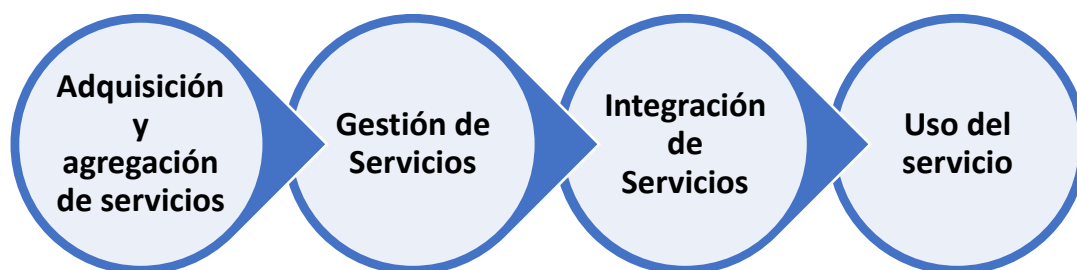 Adquisición
y
agregación
de servicios
Gestión de
Servicios
Integración
de
Servicios
Uso del
servicio